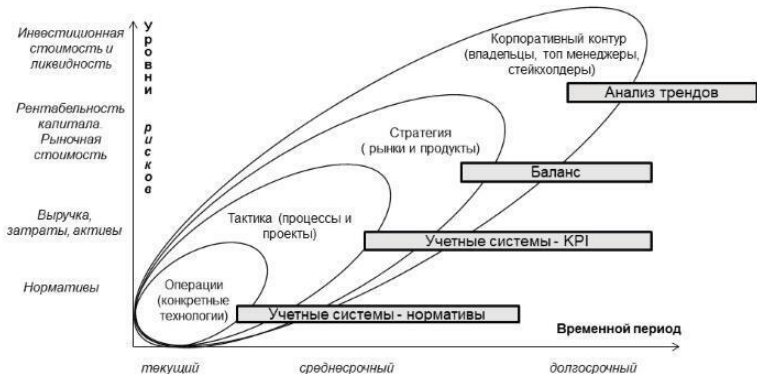 Инвестиционная
стоимость и
ликвидность
Рентабельность
капитала.
Рыночная
стоимость
Выручка,
затраты, активы
Нормативы
Уровни рисков
Корпоративный контур
(владельцы, топ менеджеры,
стейкхолдеры)
Анализ трендов
Стратегия
( рынки и продукты)
Баланс
Тактика (процессы и
проекты)
Учетные системы - KPI
Операции
(конкретные
технологии)
Учетные системы - нормативы
Временной период
текущий
среднесрочный
долгосрочный